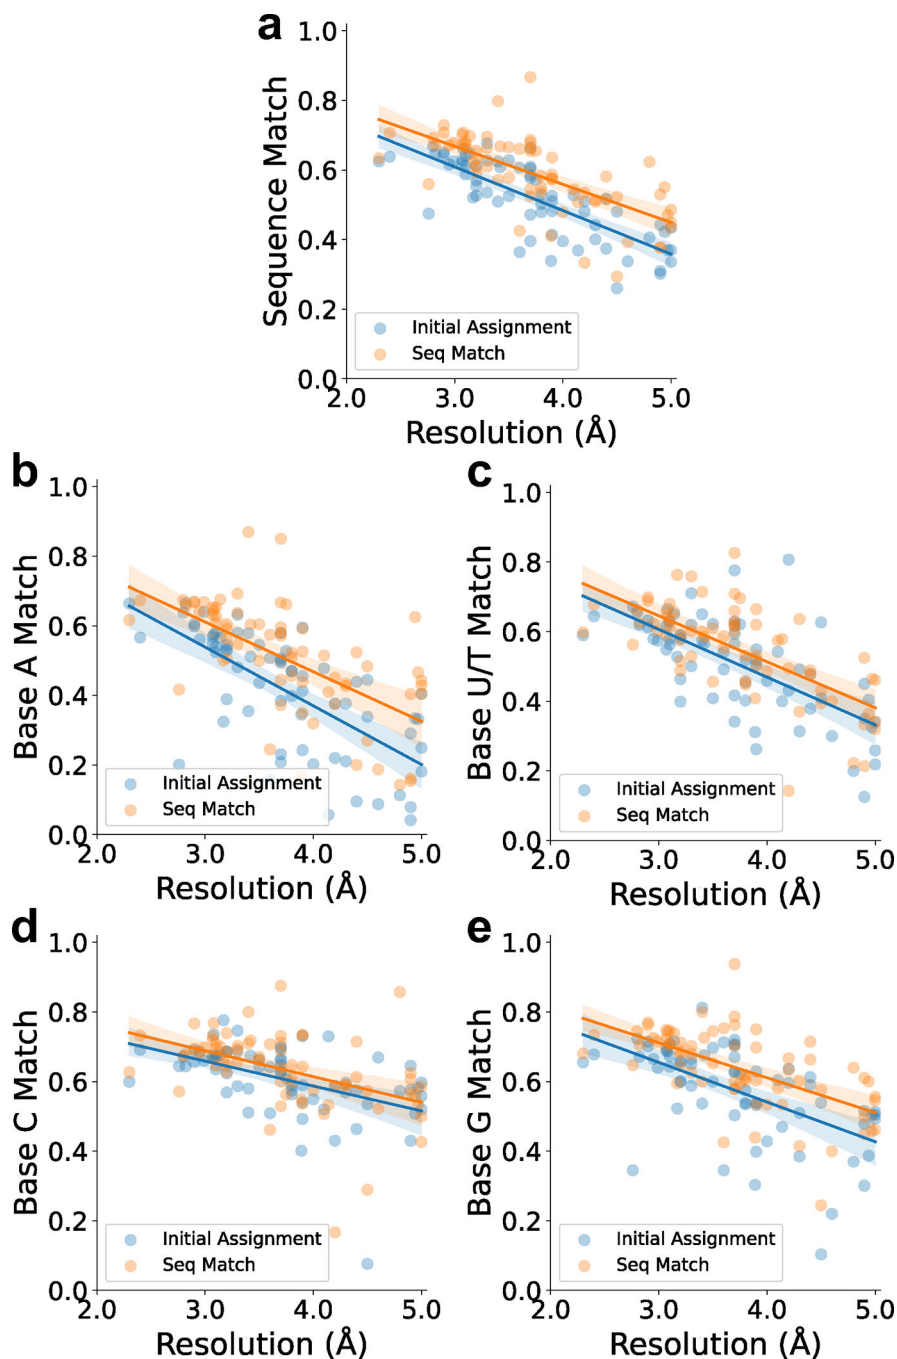 a
1.0
0.8
0.6
0.4
0.2
0.0
Sequence Match
Initial Assignment
Seq Match
2.0 3.0 4.0 5.0
Resolution (Å)
b
1.0
0.8
0.6
0.4
0.2
0.0
Base A Match
Initial Assignment
Seq Match
2.0 3.0 4.0 5.0
Resolution (Å)
c
1.0
0.8
0.6
0.4
0.2
0.0
Base U/T Match
Initial Assignment
Seq Match
2.0 3.0 4.0 5.0
Resolution (Å)
d
1.0
0.8
0.6
0.4
0.2
0.0
Base C Match
Initial Assignment
Seq Match
2.0 3.0 4.0 5.0
Resolution (Å)
e
1.0
0.8
0.6
0.4
0.2
0.0
Base G Match
Initial Assignment
Seq Match
2.0 3.0 4.0 5.0
Resolution (Å)